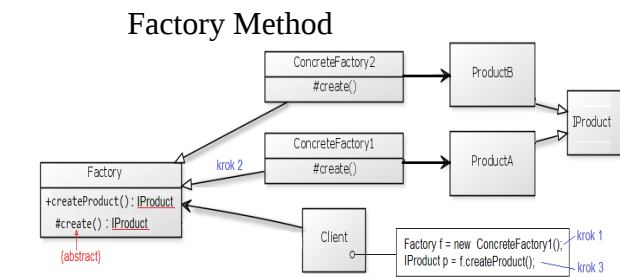 Factory Method
ConcreteFactory2
#create()
ProductB
IProduct
ConcreteFactory1
#create()
ProductA
krok 2
Factory
+createProduct() : IProduct
#create() : IProduct
{abstract}
Client
Factory f = new ConcreteFactory1();
IProduct p = f.createProduct();
krok 1
krok 3